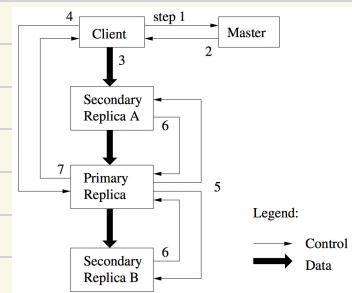 4
step 1
Client
Master
2
3
Secondary
Replica A
6
7
Primary
Replica
5
Legend:
Control
Data
6
Secondary
Replica B